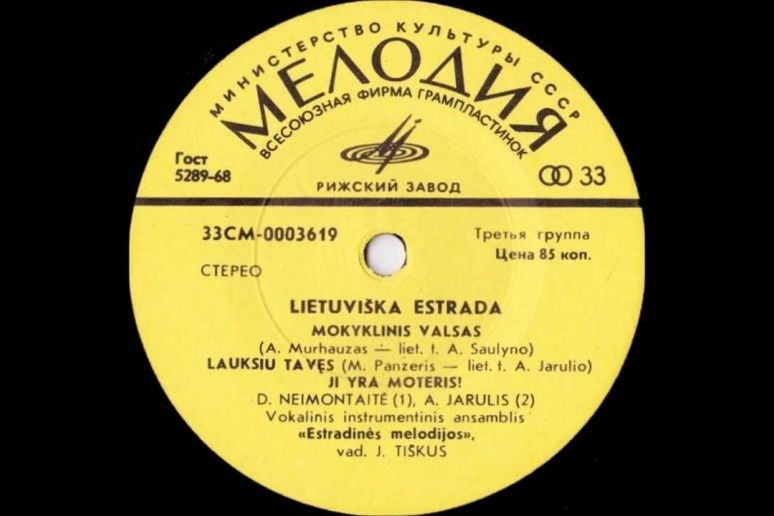 МИНИСТЕРСТВО КУЛЬТУРЫ СССР
МЕЛОДИЯ
ВСЕСОЮЗНАЯ ФИРМА ГРАМПЛАСТИНОК
Гост
5289-68
РИЖСКИЙ ЗАВОД
33
33СМ-0003619
Третья группа
Цена 85 коп.
СТЕРЕО
LIETUVIŠKA ESTRADA
MOKYKLINIS VALSAS
(A. Murhauzas — liet. t. A. Saulyno)
LAUKSIU TAVĘS (M. Panzeris — liet. t. A. Jarulio)
JI YRA MOTERIS!
D. NEIMONTAITĖ (1), A. JARULIS (2)
Vokalinis instrumentinis ansamblis
«Estradinės melodijos»,
vad. J. TIŠKUS